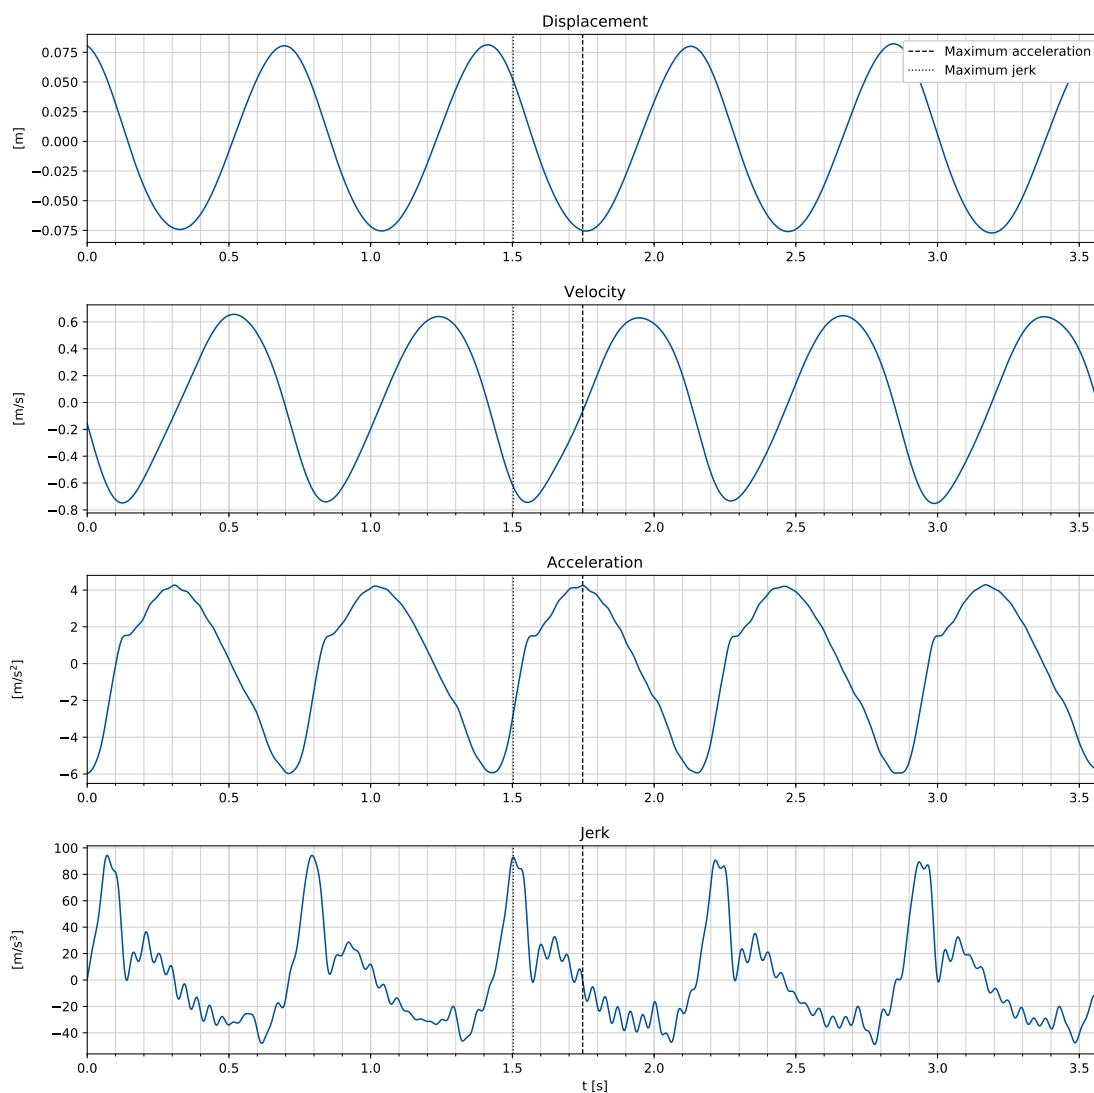 Displacement
0.075
0.050
0.025
0.000
−0.025
−0.050
−0.075
[m]
Maximum acceleration
Maximum jerk
0.0 0.5 1.0 1.5 2.0 2.5 3.0 3.5
Velocity
0.6
0.4
0.2
0.0
−0.2
−0.4
−0.6
−0.8
[m/s]
0.0 0.5 1.0 1.5 2.0 2.5 3.0 3.5
Acceleration
4
2
0
−2
−4
−6
[m/s²]
0.0 0.5 1.0 1.5 2.0 2.5 3.0 3.5
Jerk
100
80
60
40
20
0
−20
−40
[m/s³]
0.0 0.5 1.0 1.5 2.0 2.5 3.0 3.5
t [s]